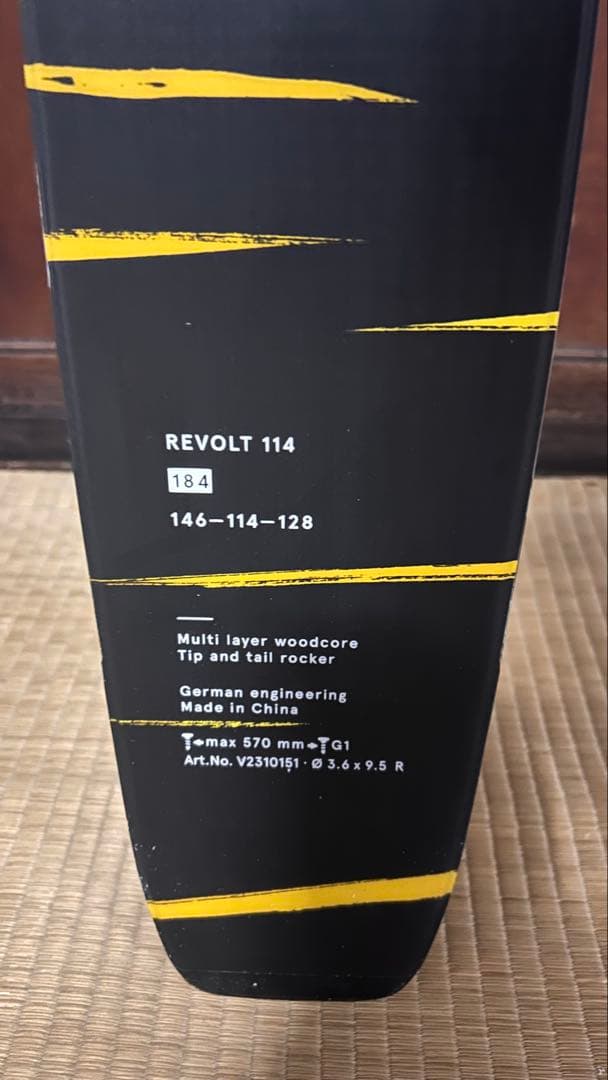 REVOLT 114
184
146–114–128
Multi layer woodcore
Tip and tail rocker
German engineering
Made in China
max 570 mm G1
Art.No. V2310151 · Ø 3.6 x 9.5 R